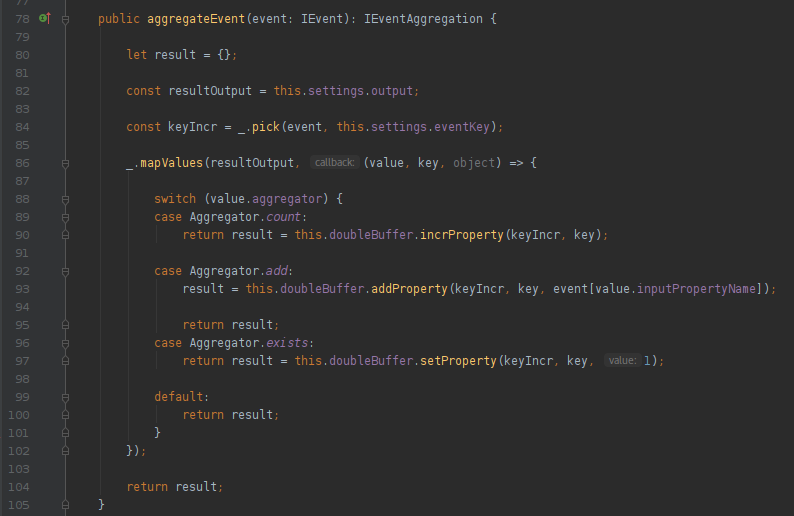 77
78 public aggregateEvent(event: IEvent): IEventAggregation {
79
80 let result = {};
81
82 const resultOutput = this.settings.output;
83
84 const keyIncr = _.pick(event, this.settings.eventKey);
85
86 _.mapValues(resultOutput, callback: (value, key, object) => {
87
88 switch (value.aggregator) {
89 case Aggregator.count:
90 return result = this.doubleBuffer.incrProperty(keyIncr, key);
91
92 case Aggregator.add:
93 result = this.doubleBuffer.addProperty(keyIncr, key, event[value.inputPropertyName]);
94
95 return result;
96 case Aggregator.exists:
97 return result = this.doubleBuffer.setProperty(keyIncr, key, value: 1);
98
99 default:
100 return result;
101 }
102 });
103
104 return result;
105 }